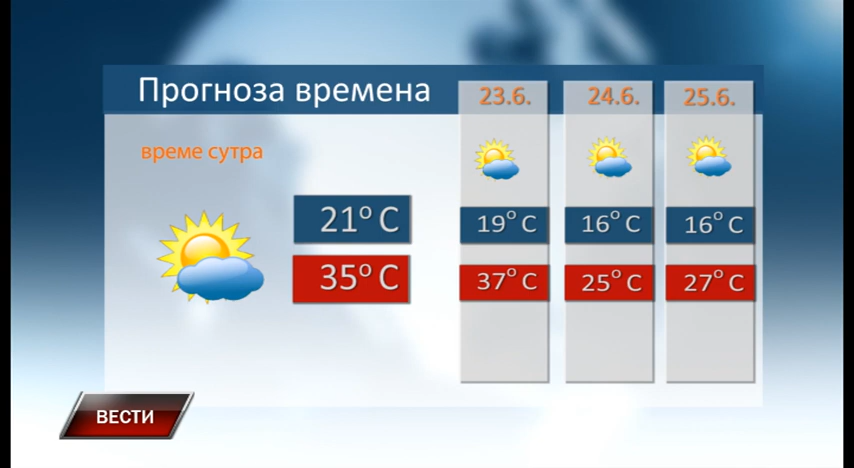 Прогноза времена
23.6. 24.6. 25.6.
време сутра
21° C
35° C
19° C 16° C 16° C
37° C 25° C 27° C
ВЕСТИ